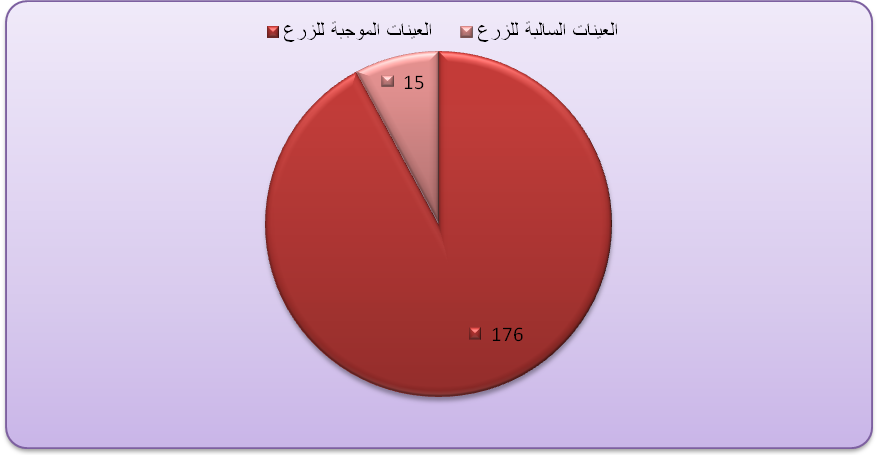 العينات الموجبة للزرع
العينات السالبة للزرع
15
176